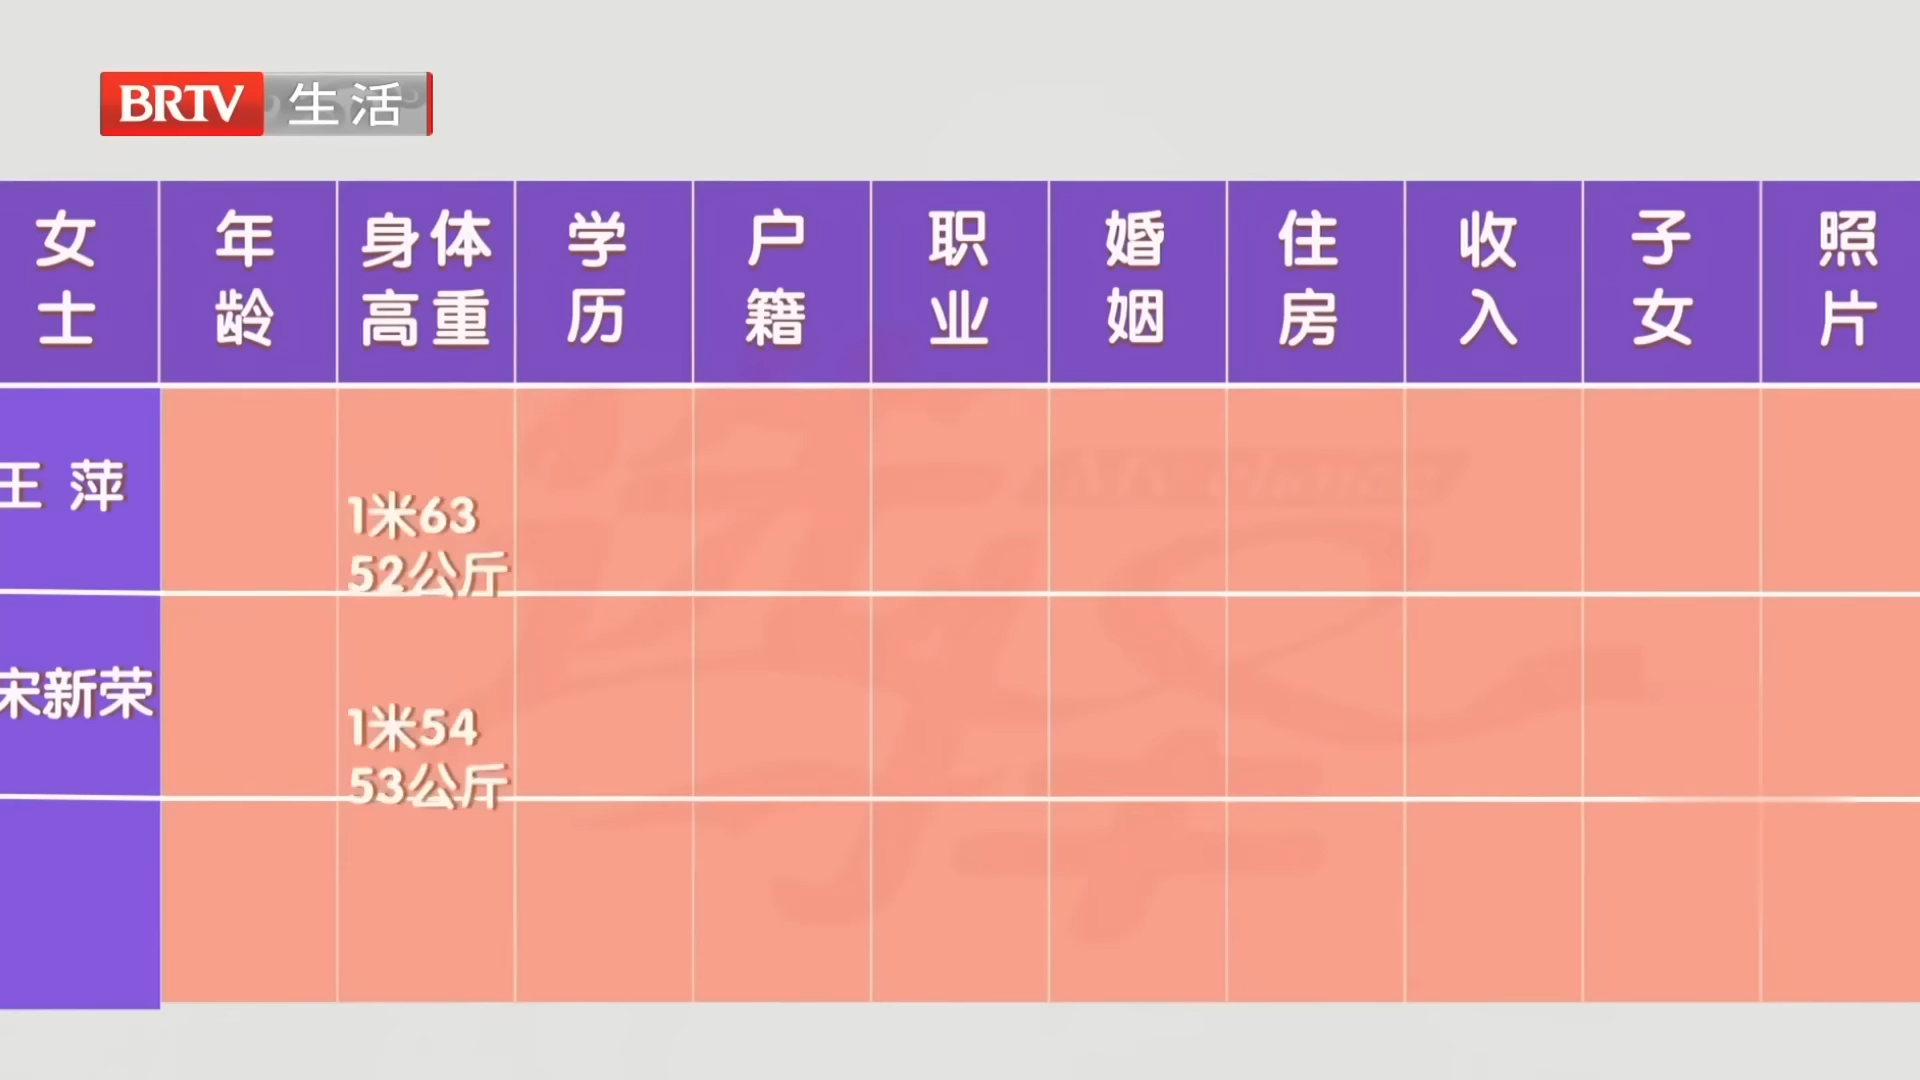 BRTV 生活
女士 年龄 身高 体重 学历 户籍 职业 婚姻 住房 收入 子女 照片
王萍
1米63
52公斤
宋新荣
1米54
53公斤